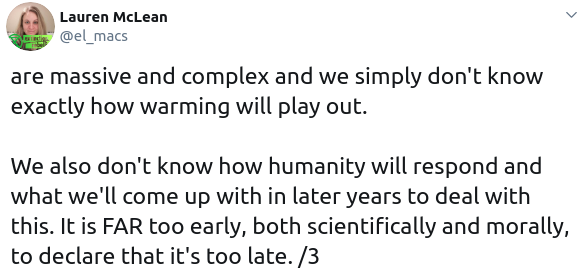 Lauren McLean
@el_macs
are massive and complex and we simply don't know
exactly how warming will play out.
We also don't know how humanity will respond and
what we'll come up with in later years to deal with
this. It is FAR too early, both scientifically and morally,
to declare that it's too late. /3